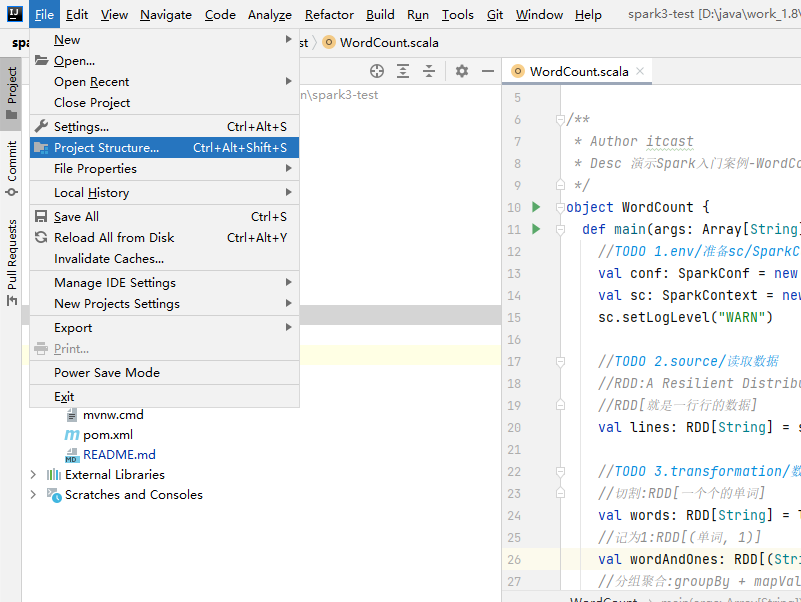 File Edit View Navigate Code Analyze Refactor Build Run Tools Git Window Help spark3-test [D:\java\work_1.8\
WordCount.scala
New
Open...
Open Recent
Close Project
Settings... Ctrl+Alt+S
Project Structure... Ctrl+Alt+Shift+S
File Properties
Local History
Save All Ctrl+S
Reload All from Disk Ctrl+Alt+Y
Invalidate Caches...
Manage IDE Settings
New Projects Settings
Export
Print...
Power Save Mode
Exit
Project
Commit
Pull Requests
\spark3-test
mvnw.cmd
pom.xml
README.md
External Libraries
Scratches and Consoles
WordCount.scala
5
6 /**
7 * Author itcast
8 * Desc 演示Spark入门案例-WordCo
9 */
10 object WordCount {
11 def main(args: Array[String]
12 //TODO 1.env/准备sc/SparkC
13 val conf: SparkConf = new
14 val sc: SparkContext = new
15 sc.setLogLevel("WARN")
16
17 //TODO 2.source/读取数据
18 //RDD:A Resilient Distribu
19 //RDD[就是一行行的数据]
20 val lines: RDD[String] = s
21
22 //TODO 3.transformation/数
23 //切割:RDD[一个个的单词]
24 val words: RDD[String] = l
25 //记为1:RDD[(单词, 1)]
26 val wordAndOnes: RDD[(Stri
27 //分组聚合:groupBy + mapVal